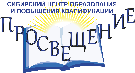 СИБИРСКИЙ ЦЕНТР ОБРАЗОВАНИЯ
И ПОВЫШЕНИЯ КВАЛИФИКАЦИИ
ПРОСВЕЩЕНИЕ